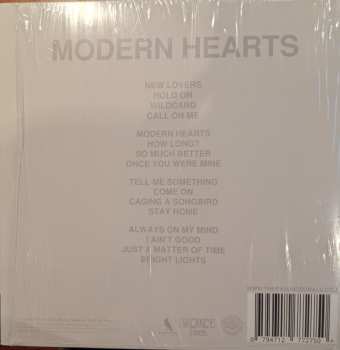 MODERN HEARTS
NEW LOVERS
HOLD ON
WILDCARD
CALL ON ME
MODERN HEARTS
HOW LONG?
SO MUCH BETTER
ONCE YOU WERE MINE
TELL ME SOMETHING
COME ON
CAGING A SONGBIRD
STAY HOME
ALWAYS ON MY MIND
I AIN'T GOOD
JUST A MATTER OF TIME
BRIGHT LIGHTS